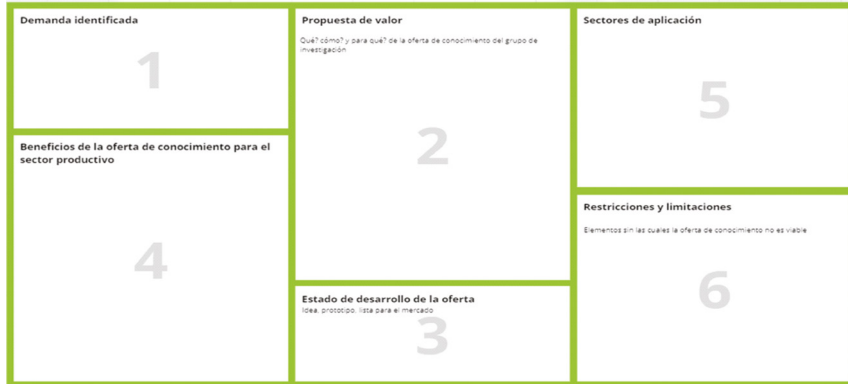 Demanda identificada
1
Propuesta de valor
Qué? cómo? y para qué? de la oferta de conocimiento del grupo de
investigación
2
Estado de desarrollo de la oferta
Idea, prototipo, lista para el mercado
3
Beneficios de la oferta de conocimiento para el
sector productivo
4
Sectores de aplicación
5
Restricciones y limitaciones
Elementos sin las cuales la oferta de conocimiento no es viable
6